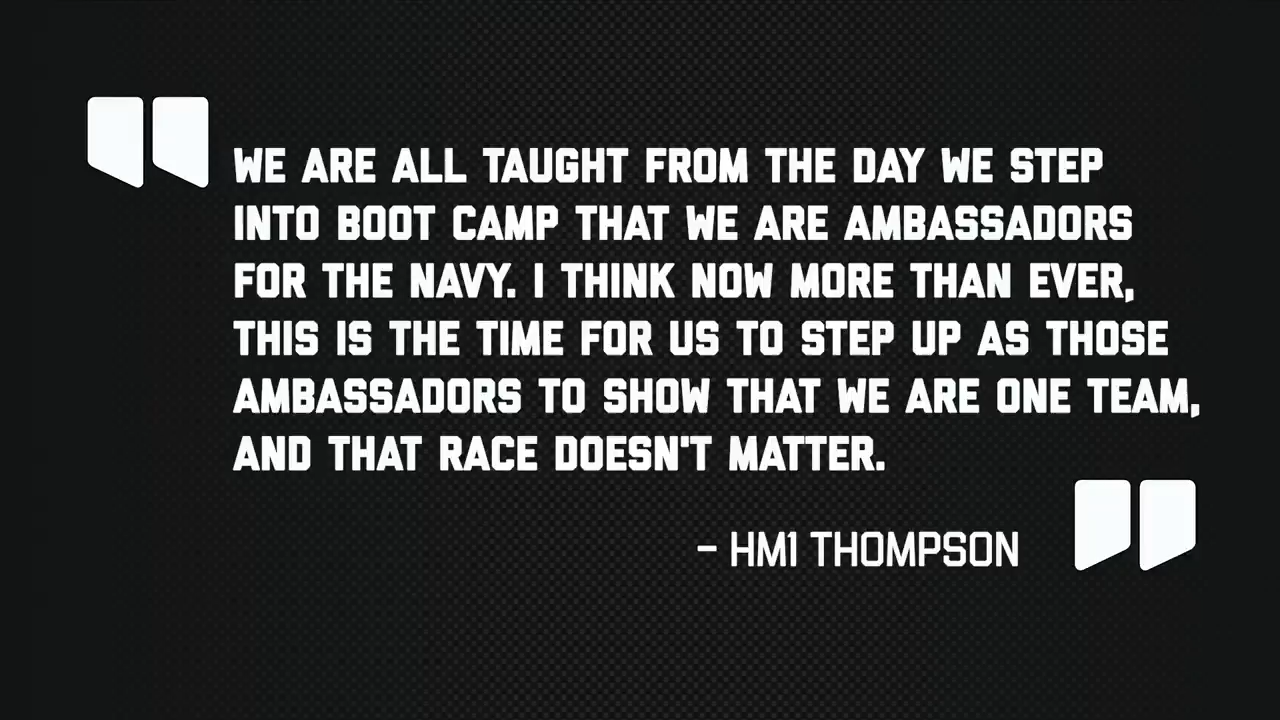 WE ARE ALL TAUGHT FROM THE DAY WE STEP
INTO BOOT CAMP THAT WE ARE AMBASSADORS
FOR THE NAVY. I THINK NOW MORE THAN EVER,
THIS IS THE TIME FOR US TO STEP UP AS THOSE
AMBASSADORS TO SHOW THAT WE ARE ONE TEAM,
AND THAT RACE DOESN'T MATTER.
– HM1 THOMPSON